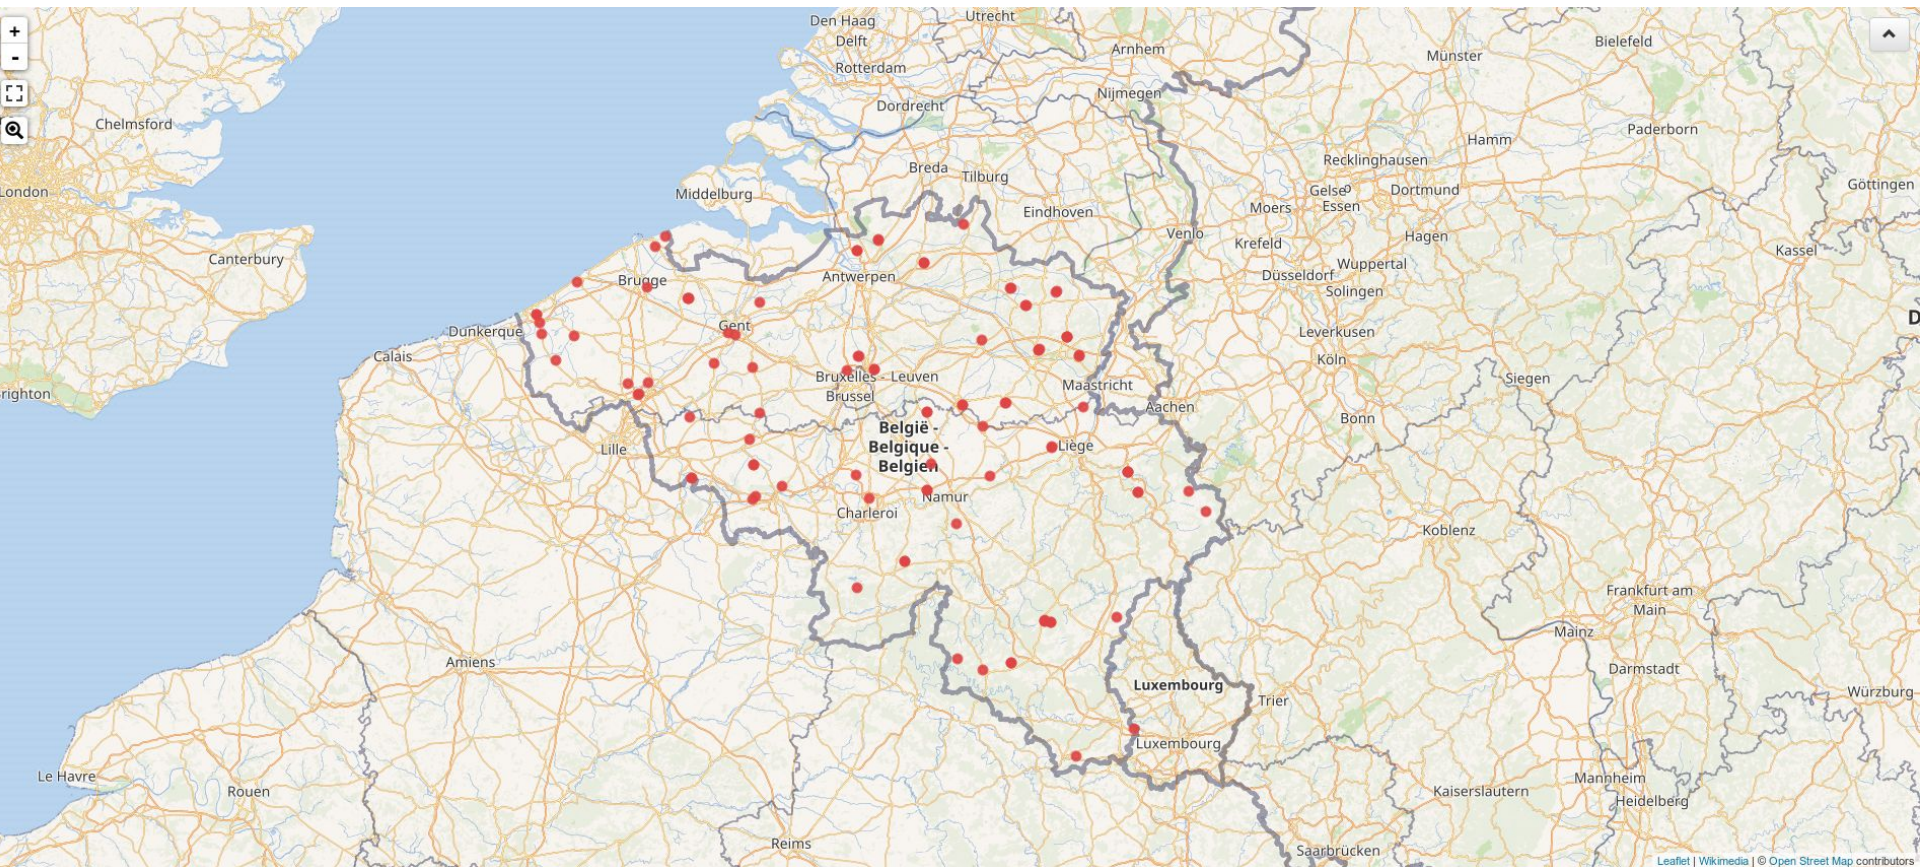 +
-
Den Haag
Utrecht
Delft
Arnhem
Bielefeld
Münster
Rotterdam
Nijmegen
Dordrecht
Chelmsford
Paderborn
Hamm
Recklinghausen
Breda
Tilburg
Göttingen
London
Middelburg
Gelse
Dortmund
Essen
Moers
Eindhoven
Venlo
Krefeld
Hagen
Kassel
Canterbury
Wuppertal
Düsseldorf
Antwerpen
Brugge
Solingen
D
Gent
Dunkerque
Leverkusen
Calais
Köln
Bruxelles -
Brussel
Leuven
Siegen
Maastricht
righton
Aachen
Bonn
België -
Belgique -
Belgien
Lille
Liège
Namur
Charleroi
Koblenz
Frankfurt am
Main
Mainz
Amiens
Darmstadt
Luxembourg
Würzburg
Trier
Luxembourg
Le Havre
Mannheim
Rouen
Kaiserslautern
Heidelberg
Reims
Saarbrücken
Leaflet | Wikimedia | © Open Street Map contributors